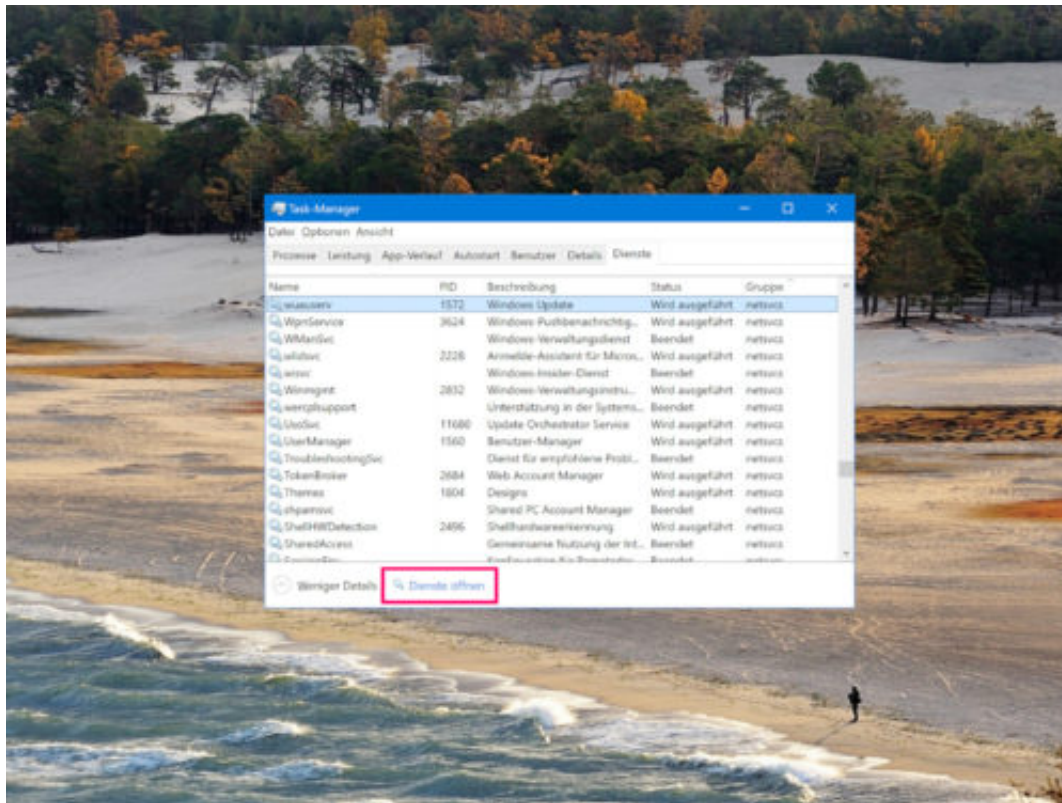 Task-Manager
Datei Optionen Ansicht
Prozesse Leistung App-Verlauf Autostart Benutzer Details Dienste
Name PID Beschreibung Status Gruppe
wuauserv 1572 Windows Update Wird ausgeführt netsvcs
WpnService 3624 Windows-Pushbenachrichtig... Wird ausgeführt netsvcs
WManSvc Windows-Verwaltungsdienst Beendet netsvcs
wlidsvc 2228 Anmelde-Assistent für Micros... Wird ausgeführt netsvcs
wisvc Windows-Insider-Dienst Beendet netsvcs
Winmgmt 2832 Windows-Verwaltungsinstru... Wird ausgeführt netsvcs
wercplsupport Unterstützung in der Systems... Beendet netsvcs
UsoSvc 11680 Update Orchestrator Service Wird ausgeführt netsvcs
UserManager 1560 Benutzer-Manager Wird ausgeführt netsvcs
TroubleshootingSvc Dienst für empfohlene Probl... Beendet netsvcs
TokenBroker 2684 Web Account Manager Wird ausgeführt netsvcs
Themes 1804 Designs Wird ausgeführt netsvcs
shpamsvc Shared PC Account Manager Beendet netsvcs
ShellHWDetection 2496 Shellhardwareerkennung Wird ausgeführt netsvcs
SharedAccess Gemeinsame Nutzung der Int... Beendet netsvcs
Weniger Details Dienste öffnen